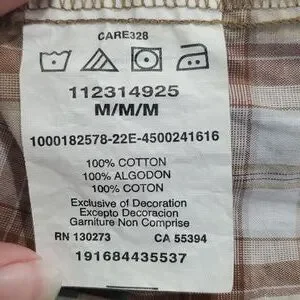 CARE328
112314925
M/M/M
1000182578-22E-4500241616
100% COTTON
100% ALGODON
100% COTON
Exclusive of Decoration
Excepto Decoracion
Garniture Non Comprise
RN 130273 CA 55394
191684435537